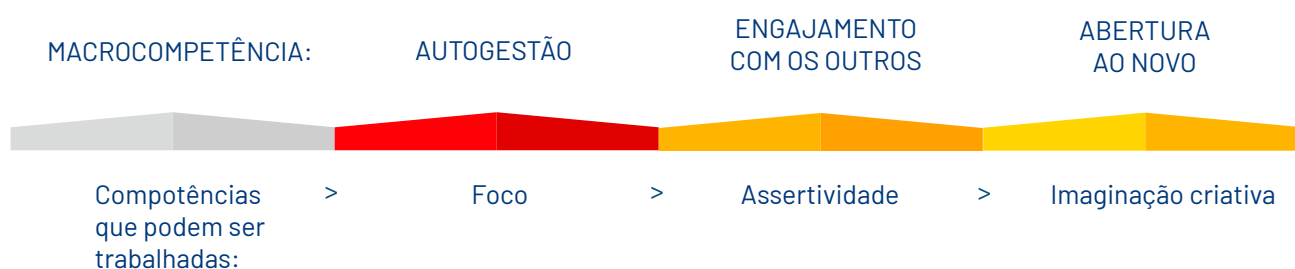 MACROCOMPETÊNCIA:
AUTOGESTÃO
ENGAJAMENTO
COM OS OUTROS
ABERTURA
AO NOVO
Compotências
que podem ser
trabalhadas:
>
Foco
>
Assertividade
>
Imaginação criativa